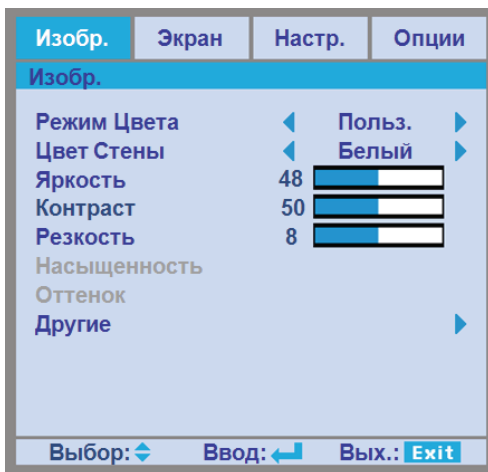 Изобр. Экран Настр. Опции
Изобр.
Режим Цвета Польз.
Цвет Стены Белый
Яркость 48
Контраст 50
Резкость 8
Насыщенность
Оттенок
Другие
Выбор: Ввод: Вых.: Exit